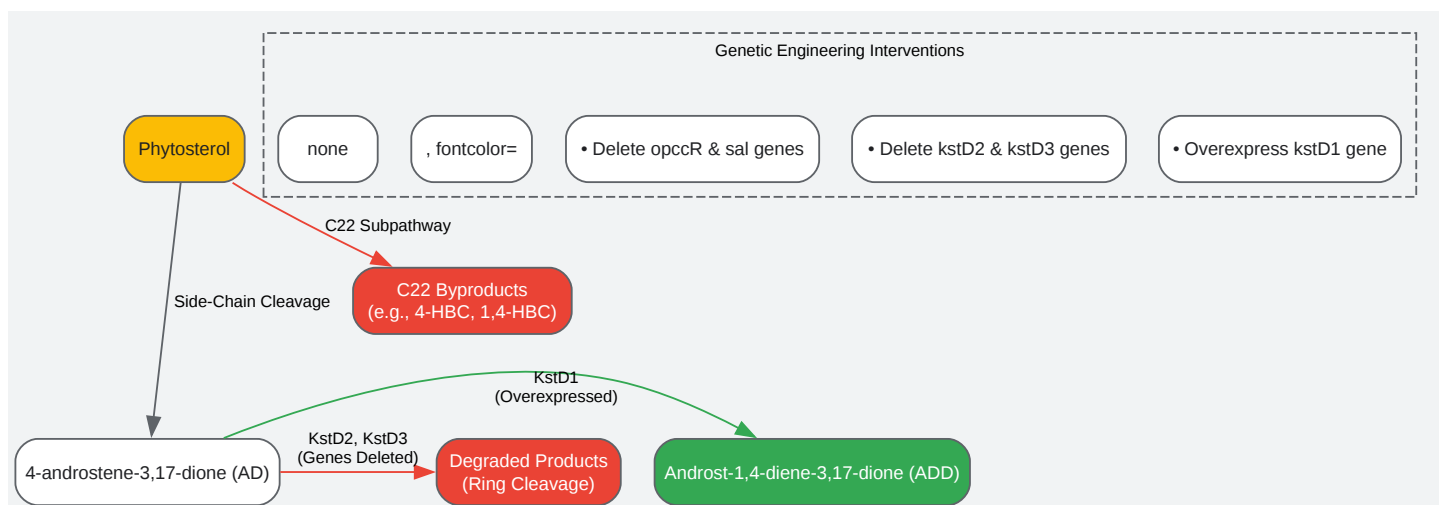 Genetic Engineering Interventions
Phytosterol
none
, fontcolor=
• Delete opccR & sal genes
• Delete kstD2 & kstD3 genes
• Overexpress kstD1 gene
C22 Subpathway
C22 Byproducts
(e.g., 4-HBC, 1,4-HBC)
Side-Chain Cleavage
KstD1
(Overexpressed)
KstD2, KstD3
(Genes Deleted)
4-androstene-3,17-dione (AD)
Degraded Products
(Ring Cleavage)
Androst-1,4-diene-3,17-dione (ADD)